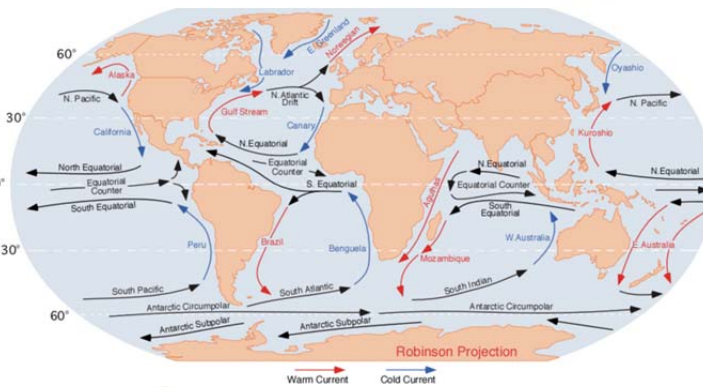 60°
30°
0°
30°
60°
Alaska
N. Pacific
California
North Equatorial
Equatorial
Counter
South Equatorial
Peru
South Pacific
Antarctic Circumpolar
Antarctic Subpolar
Labrador
E. Greenland
Norwegian
N.Atlantic
Drift
Gulf Stream
Canary
N.Equatorial
Equatorial
Counter
S. Equatorial
Brazil
Benguela
South Atlantic
Antarctic Subpolar
Agulhas
Mozambique
N.Equatorial
Equatorial Counter
South
Equatorial
W.Australia
South Indian
Antarctic Circumpolar
Oyashio
N. Pacific
Kuroshio
N. Equatorial
E.Australia
Robinson Projection
Warm Current
Cold Current